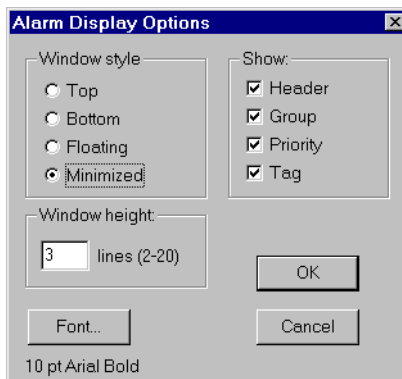 Alarm Display Options
Window style
Top
Bottom
Floating
Minimized
Show:
Header
Group
Priority
Tag
Window height:
3 lines (2-20)
OK
Font...
Cancel
10 pt Arial Bold